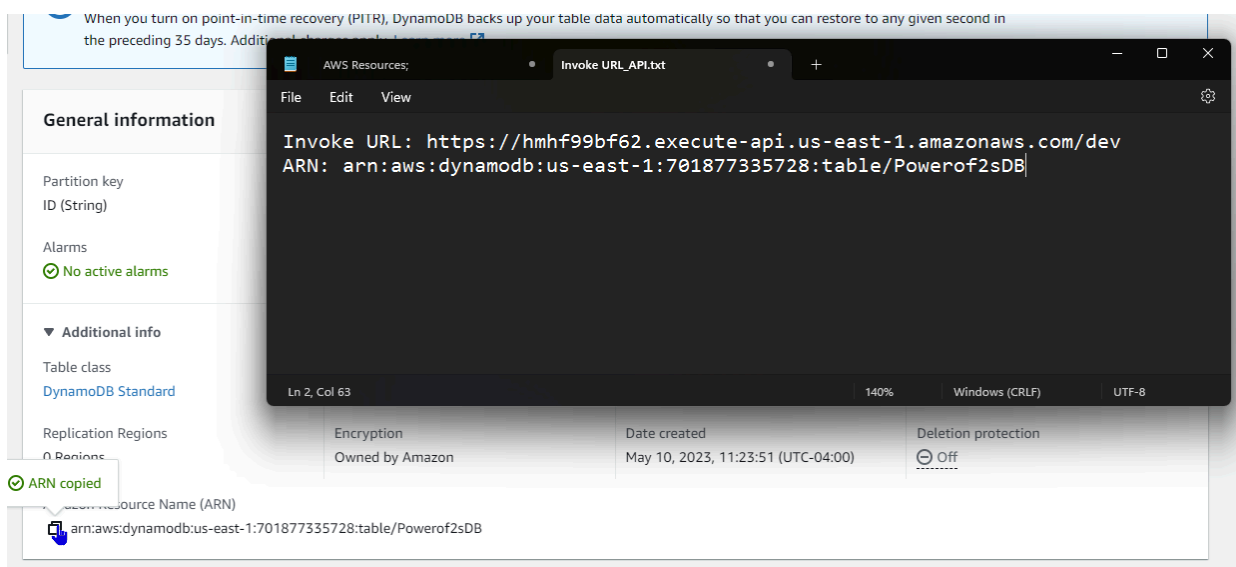 When you turn on point-in-time recovery (PITR), DynamoDB backs up your table data automatically so that you can restore to any given second in
the preceding 35 days. Additional charges apply. Learn more
AWS Resources;
Invoke URL_API.txt
File Edit View
Invoke URL: https://hmhf99bf62.execute-api.us-east-1.amazonaws.com/dev
ARN: arn:aws:dynamodb:us-east-1:701877335728:table/Powerof2sDB
Ln 2, Col 63 140% Windows (CRLF) UTF-8
General information
Partition key
ID (String)
Alarms
No active alarms
Additional info
Table class
DynamoDB Standard
Replication Regions Encryption Date created Deletion protection
0 Regions Owned by Amazon May 10, 2023, 11:23:51 (UTC-04:00) Off
ARN copied
Amazon Resource Name (ARN)
arn:aws:dynamodb:us-east-1:701877335728:table/Powerof2sDB